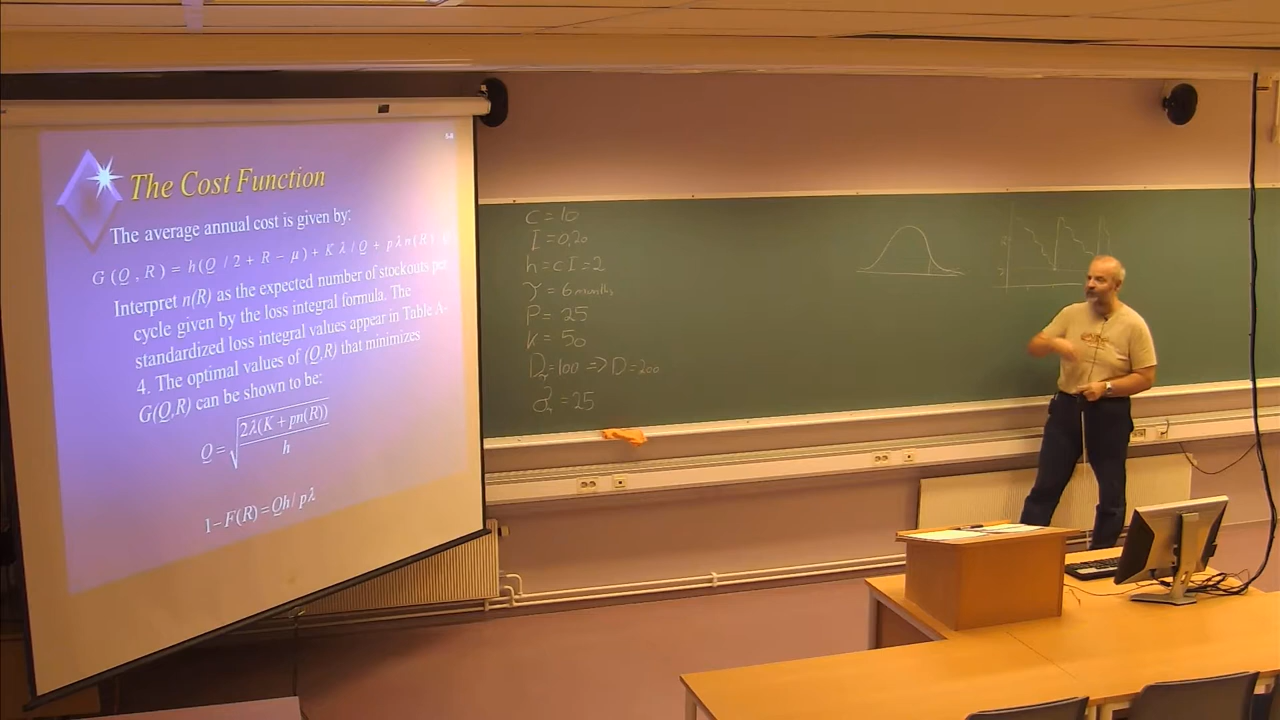 The Cost Function
The average annual cost is given by:
G(Q,R) = h(Q/2+R−μ)+Kλ/Q+pλn(R)
Interpret n(R) as the expected number of stockouts per
cycle given by the loss integral formula. The
standardized loss integral values appear in Table A-
4. The optimal values of (Q,R) that minimizes
G(Q,R) can be shown to be:
Q=√2λ(K+pn(R))
h
1−F(R)=Qh/pλ
C=10
I=0,20
h=cI=2
P=25
K=50
=100 => D=200
=25